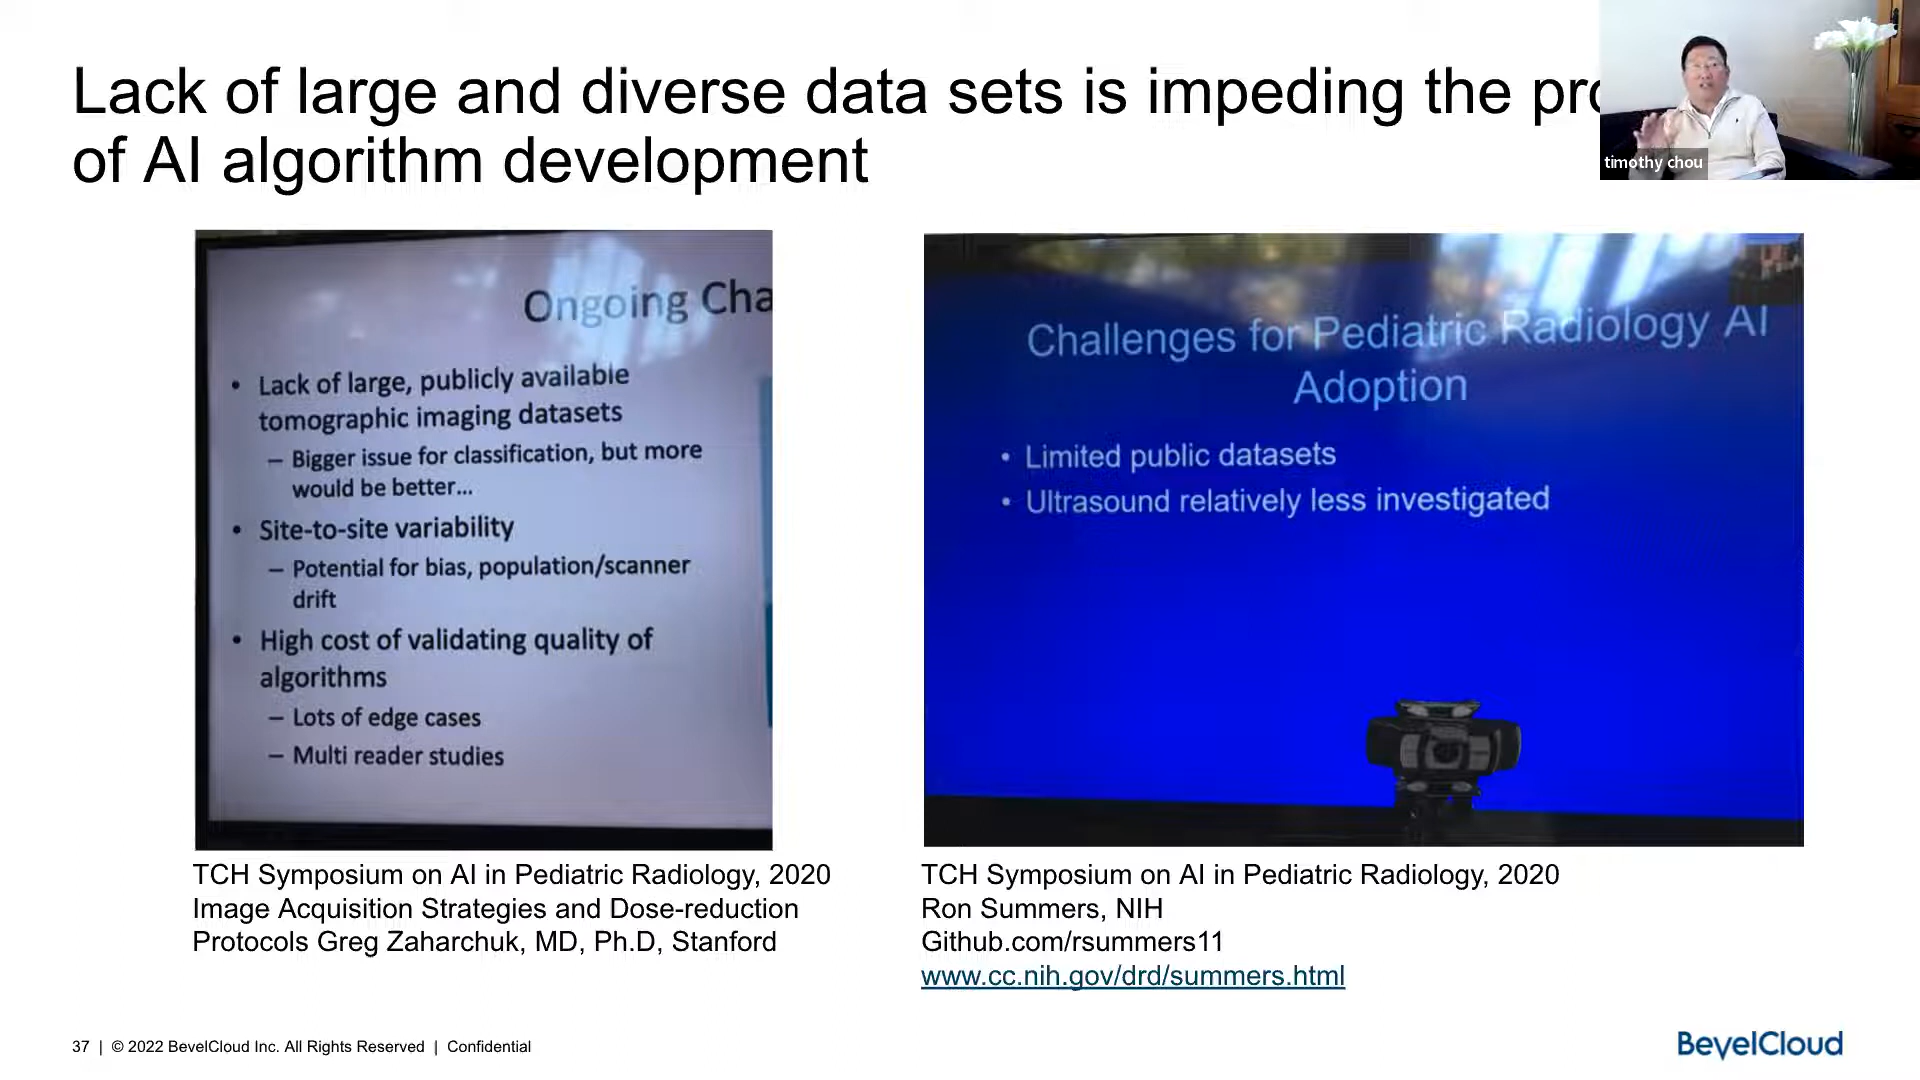 Lack of large and diverse data sets is impeding the
of AI algorithm development
timothy chou
Ongoing
• Lack of large, publicly available
tomographic imaging datasets
– Bigger issue for classification, but more
would be better...
• Site-to-site variability
– Potential for bias, population/scanner
drift
• High cost of validating quality of
algorithms
– Lots of edge cases
– Multi reader studies
Challenges for Pediatric Radiology AI
Adoption
• Limited public datasets
• Ultrasound relatively less investigated
TCH Symposium on AI in Pediatric Radiology, 2020
Image Acquisition Strategies and Dose-reduction
Protocols Greg Zaharchuk, MD, Ph.D, Stanford
TCH Symposium on AI in Pediatric Radiology, 2020
Ron Summers, NIH
Github.com/rsummers11
www.cc.nih.gov/drd/summers.html
37 | © 2022 BevelCloud Inc. All Rights Reserved | Confidential
BevelCloud